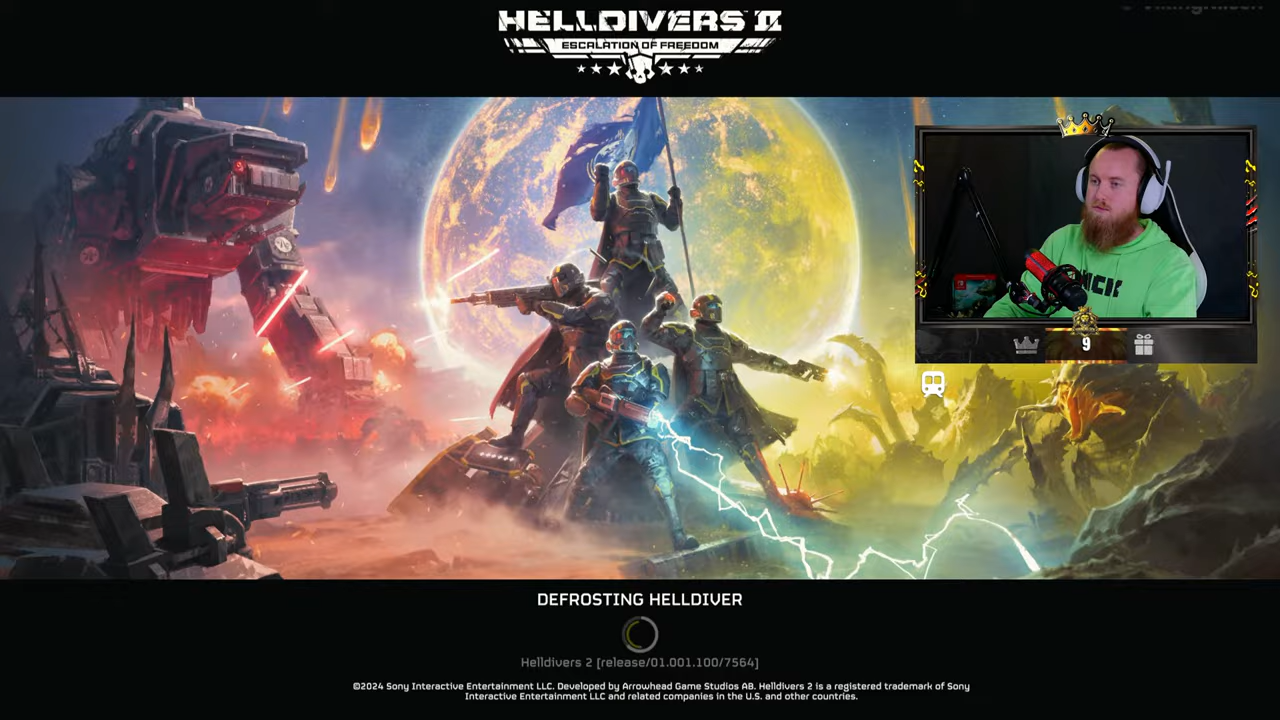 HELLDIVERS II
ESCALATION OF FREEDOM
9
DEFROSTING HELLDIVER
Helldivers 2 [release/01.001.100/7564]
©2024 Sony Interactive Entertainment LLC. Developed by Arrowhead Game Studios AB. Helldivers 2 is a registered trademark of Sony
Interactive Entertainment LLC and related companies in the U.S. and other countries.